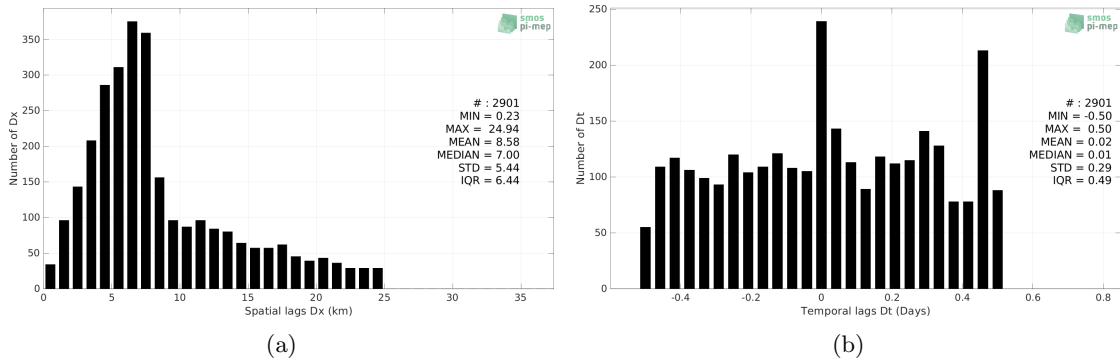 smos
pi-mep
350
300
250
200
150
100
50
0
Number of Dx
# : 2901
MIN = 0.23
MAX = 24.94
MEAN = 8.58
MEDIAN = 7.00
STD = 5.44
IQR = 6.44
0 5 10 15 20 25 30 35
Spatial lags Dx (km)
(a)
smos
pi-mep
250
200
150
100
50
0
Number of Dt
# : 2901
MIN = -0.50
MAX = 0.50
MEAN = 0.02
MEDIAN = 0.01
STD = 0.29
IQR = 0.49
-0.4 -0.2 0 0.2 0.4 0.6 0.8
Temporal lags Dt (Days)
(b)